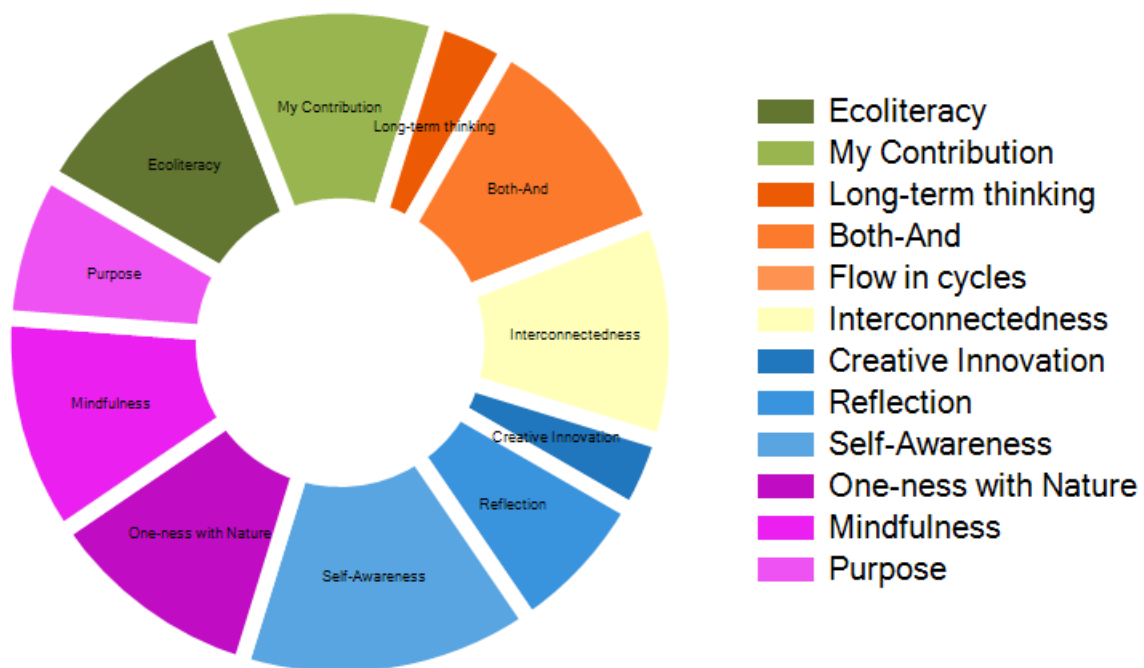 My Contribution
Long-term thinking
Ecoliteracy
Both-And
Purpose
Interconnectedness
Mindfulness
Creative Innovation
Reflection
One-ness with Nature
Self-Awareness
Ecoliteracy
My Contribution
Long-term thinking
Both-And
Flow in cycles
Interconnectedness
Creative Innovation
Reflection
Self-Awareness
One-ness with Nature
Mindfulness
Purpose